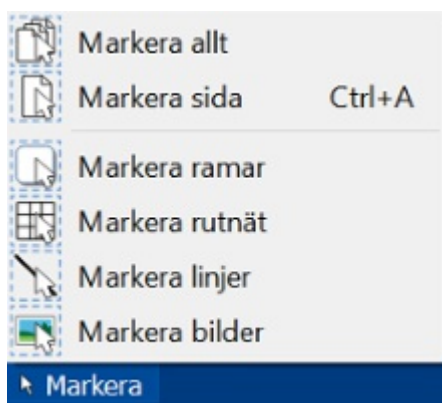 Markera allt
Markera sida Ctrl+A
Markera ramar
Markera rutnät
Markera linjer
Markera bilder
Markera